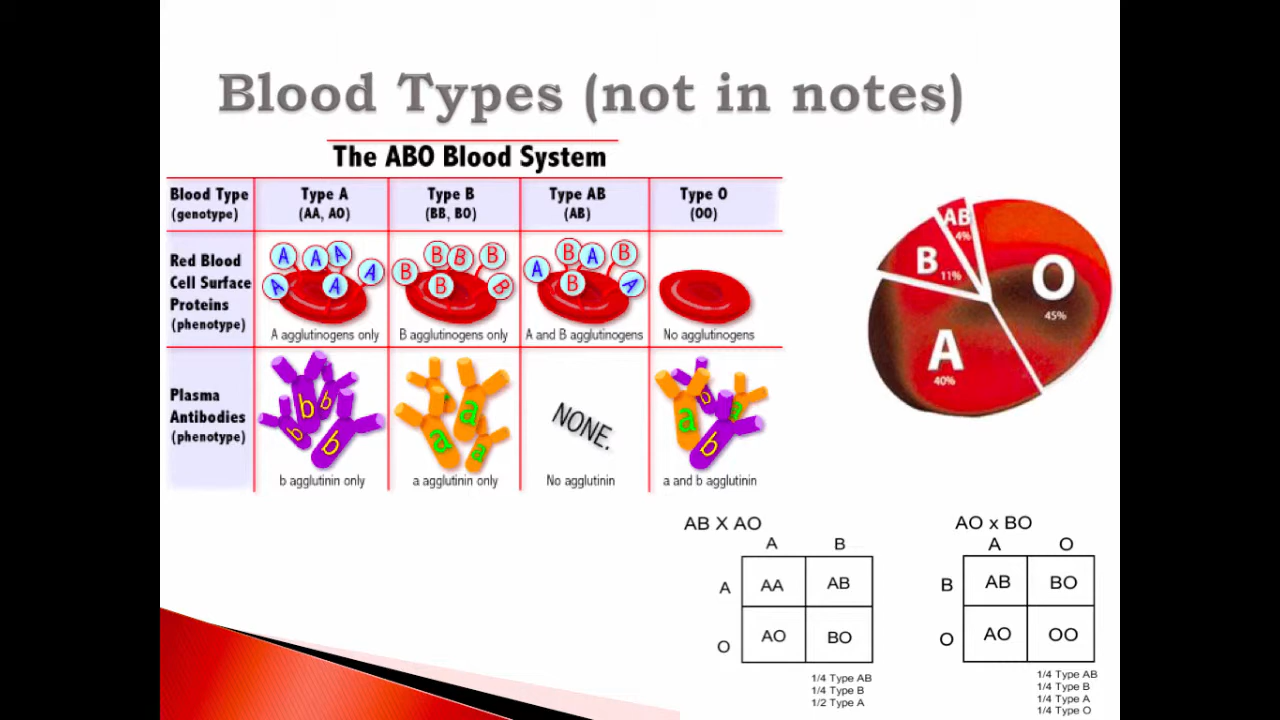 Blood Types (not in notes)
The ABO Blood System
Blood Type
(genotype)
Type A
(AA, AO)
Type B
(BB, BO)
Type AB
(AB)
Type O
(OO)
Red Blood
Cell Surface
Proteins
(phenotype)
A A A A A A
A agglutinogens only
B B B B B B
B agglutinogens only
A B A B B A
A and B agglutinogens
No agglutinogens
Plasma
Antibodies
(phenotype)
b b b b
b agglutinin only
a a a
a agglutinin only
NONE.
No agglutinin
a b a b
a and b agglutinin
AB
4%
B
11%
O
45%
A
40%
AB X AO
A B
A AA AB
O AO BO
1/4 Type AB
1/4 Type B
1/2 Type A
AO x BO
A O
B AB BO
O AO OO
1/4 Type AB
1/4 Type B
1/4 Type A
1/4 Type O